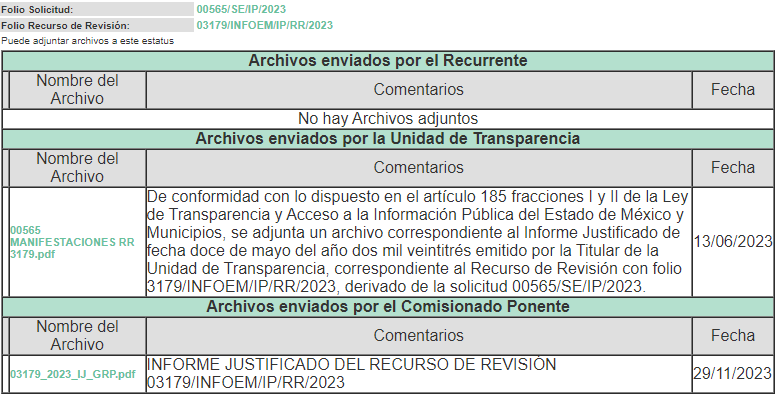 Folio Solicitud: 00565/SE/IP/2023
Folio Recurso de Revisión: 03179/INFOEM/IP/RR/2023
Puede adjuntar archivos a este estatus
Archivos enviados por el Recurrente
Nombre del
Archivo
Comentarios
Fecha
No hay Archivos adjuntos
Archivos enviados por la Unidad de Transparencia
Nombre del
Archivo
Comentarios
Fecha
00565
MANIFESTACIONES RR
3179.pdf
De conformidad con lo dispuesto en el artículo 185 fracciones I y II de la Ley
de Transparencia y Acceso a la Información Pública del Estado de México y
Municipios, se adjunta un archivo correspondiente al Informe Justificado de
fecha doce de mayo del año dos mil veintitrés emitido por la Titular de la
Unidad de Transparencia, correspondiente al Recurso de Revisión con folio
3179/INFOEM/IP/RR/2023, derivado de la solicitud 00565/SE/IP/2023.
13/06/2023
Archivos enviados por el Comisionado Ponente
Nombre del
Archivo
Comentarios
Fecha
03179_2023_IJ_GRP.pdf
INFORME JUSTIFICADO DEL RECURSO DE REVISIÓN
03179/INFOEM/IP/RR/2023
29/11/2023